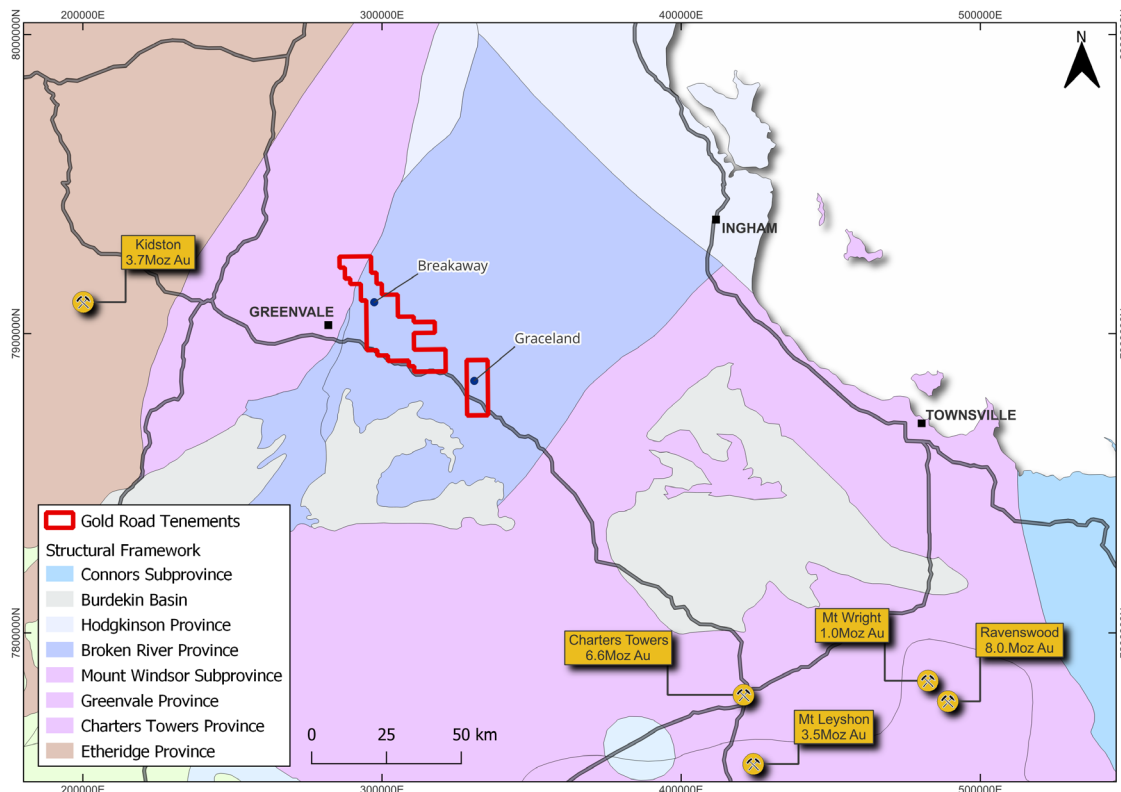 200000E
300000E
400000E
500000E
8000000N
N
INGHAM
Kidston
3.7Moz Au
Breakaway
GREENVALE
7900000N
Graceland
TOWNSVILLE
Gold Road Tenements
Structural Framework
Connors Subprovince
Burdekin Basin
Hodgkinson Province
Broken River Province
Mount Windsor Subprovince
Greenvale Province
Charters Towers Province
Etheridge Province
7800000N
Charters Towers
6.6Moz Au
Mt Wright
1.0Moz Au
Ravenswood
8.0.Moz Au
Mt Leyshon
3.5Moz Au
0
25
50 km
200000E
300000E
400000E
500000E